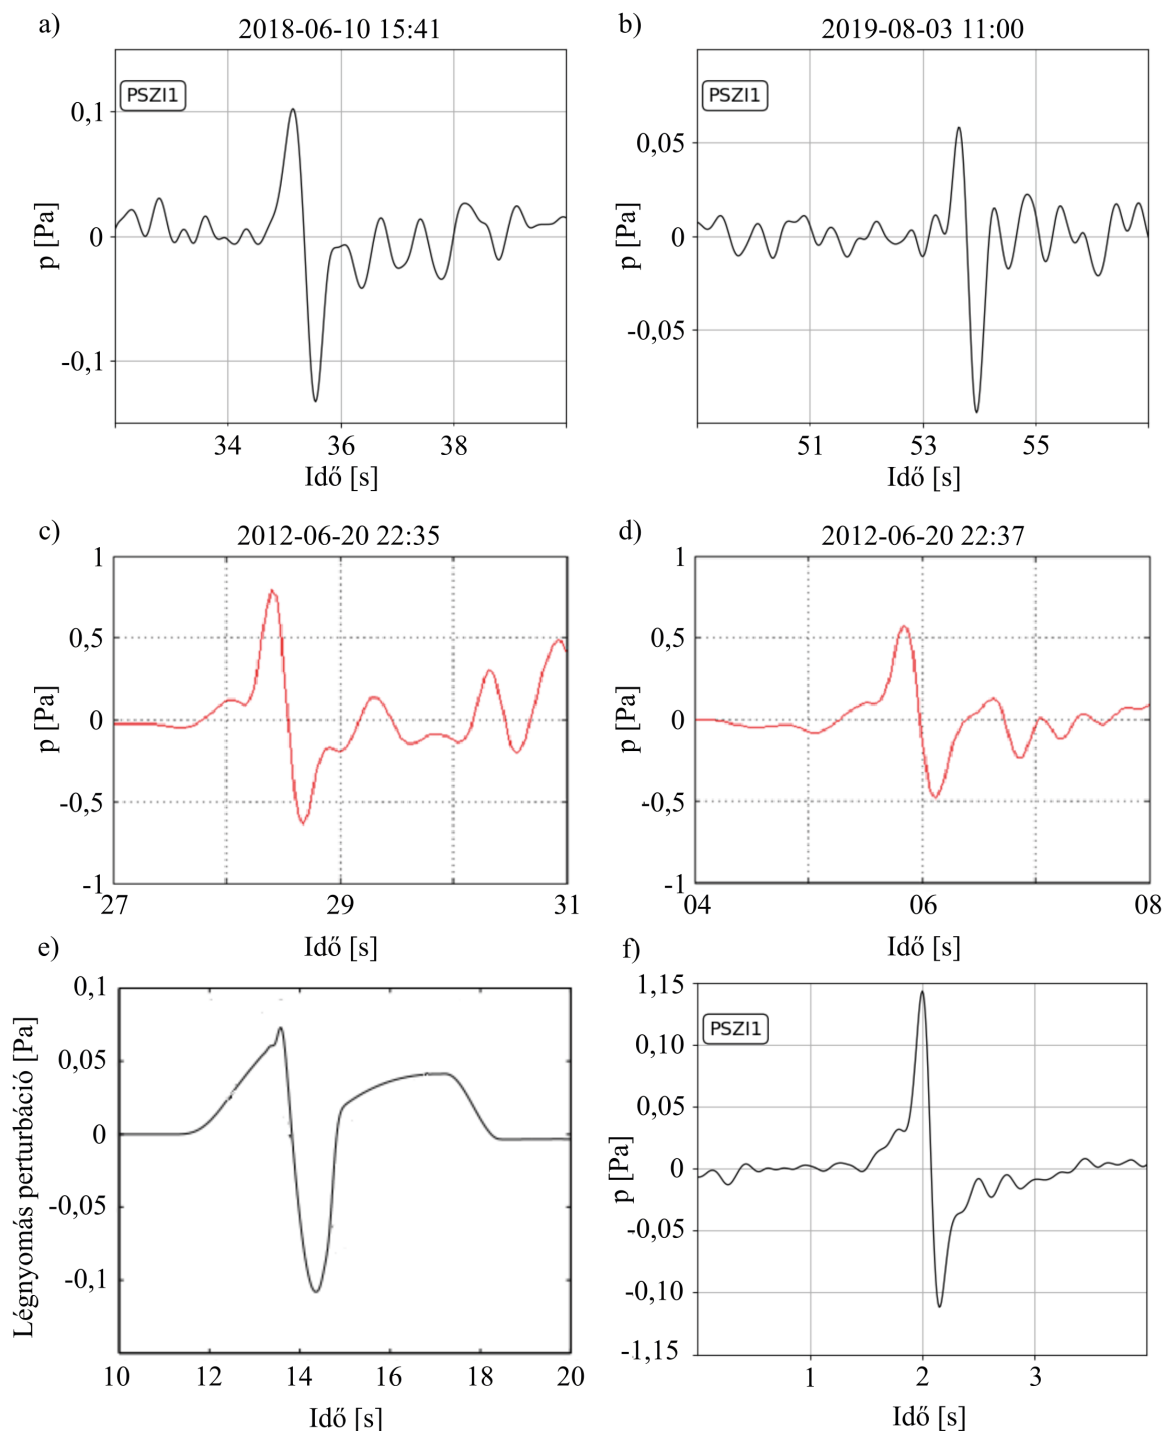 a)
2018-06-10 15:41
PSZI1
0,1
0
-0,1
p [Pa]
34 36 38
Idő [s]
b)
2019-08-03 11:00
PSZI1
0,05
0
-0,05
p [Pa]
51 53 55
Idő [s]
c)
2012-06-20 22:35
1
0,5
0
-0,5
-1
p [Pa]
27 29 31
Idő [s]
d)
2012-06-20 22:37
1
0,5
0
-0,5
-1
p [Pa]
04 06 08
Idő [s]
e)
0,1
0,05
0
-0,05
-0,1
Légnyomás perturbáció [Pa]
10 12 14 16 18 20
Idő [s]
f)
PSZI1
1,15
0,10
0,05
0
-0,05
-0,10
-1,15
p [Pa]
1 2 3
Idő [s]